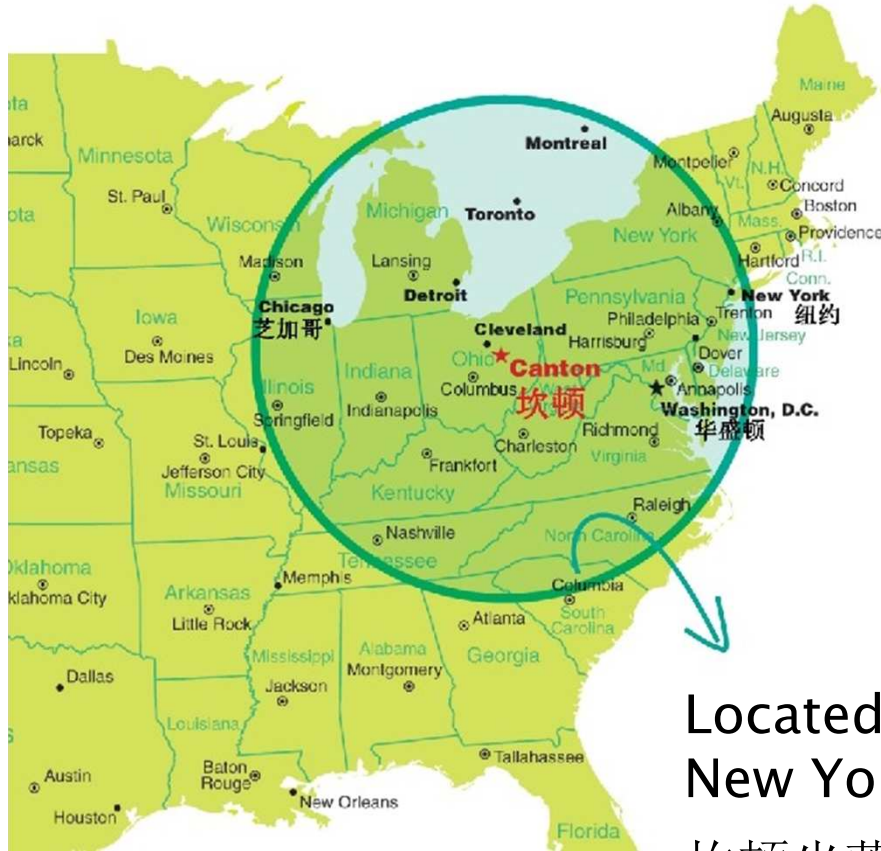 Maine
ota
Augusta
arck
Minnesota
Montreal
Montpelier
N.H.
Vt.
St. Paul
Concord
ota
Michigan
Toronto
Albany
Boston
Wisconsin
Mass.
New York
Providence
Madison
Lansing
Hartford
R.I.
Conn.
Detroit
Pennsylvania
New York
纽约
Chicago
芝加哥
Iowa
Philadelphia
Trenton
Cleveland
Harrisburg
New Jersey
Des Moines
Ohio
Canton
坎顿
Dover
Lincoln
Indiana
Md.
Delaware
Illinois
Columbus
Annapolis
Indianapolis
Washington, D.C.
华盛顿
Springfield
Topeka
St. Louis
Charleston
Richmond
Jefferson City
Frankfort
Virginia
ansas
Missouri
Kentucky
Raleigh
Nashville
North Carolina
Tennessee
Oklahoma
klahoma City
Memphis
Arkansas
Columbia
Little Rock
Atlanta
South
Carolina
Mississippi
Alabama
Georgia
Montgomery
Dallas
Jackson
Louisiana
Located
New Yo
Tallahassee
Austin
Baton
Rouge
New Orleans
Houston
Florida